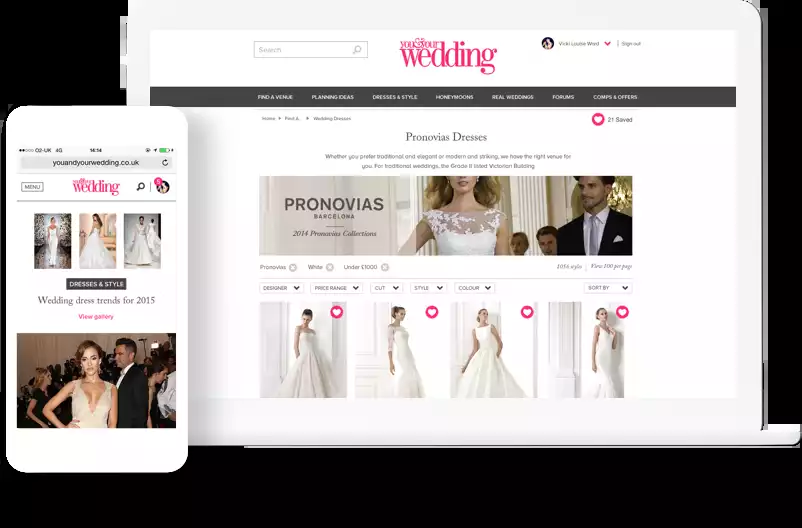 Search
you & your
wedding
Vicki Louise Ward
Sign out
FIND A VENUE PLANNING IDEAS DRESSES & STYLE HONEYMOONS REAL WEDDINGS FORUMS COMPS & OFFERS
Home Find A... Wedding Dresses
21 Saved
Pronovias Dresses
Whether you prefer traditional and elegant or modern and striking, we have the right venue for
you. For traditional weddings, the Grade II listed Victorian Building
PRONOVIAS
BARCELONA
2014 Pronovias Collections
Pronovias White Under £1000
1056 styles View 100 per page
DESIGNER PRICE RANGE CUT STYLE COLOUR SORT BY
O2-UK 4G 14:14
youandyourwedding.co.uk
MENU
you & your
wedding
DRESSES & STYLE
Wedding dress trends for 2015
View gallery